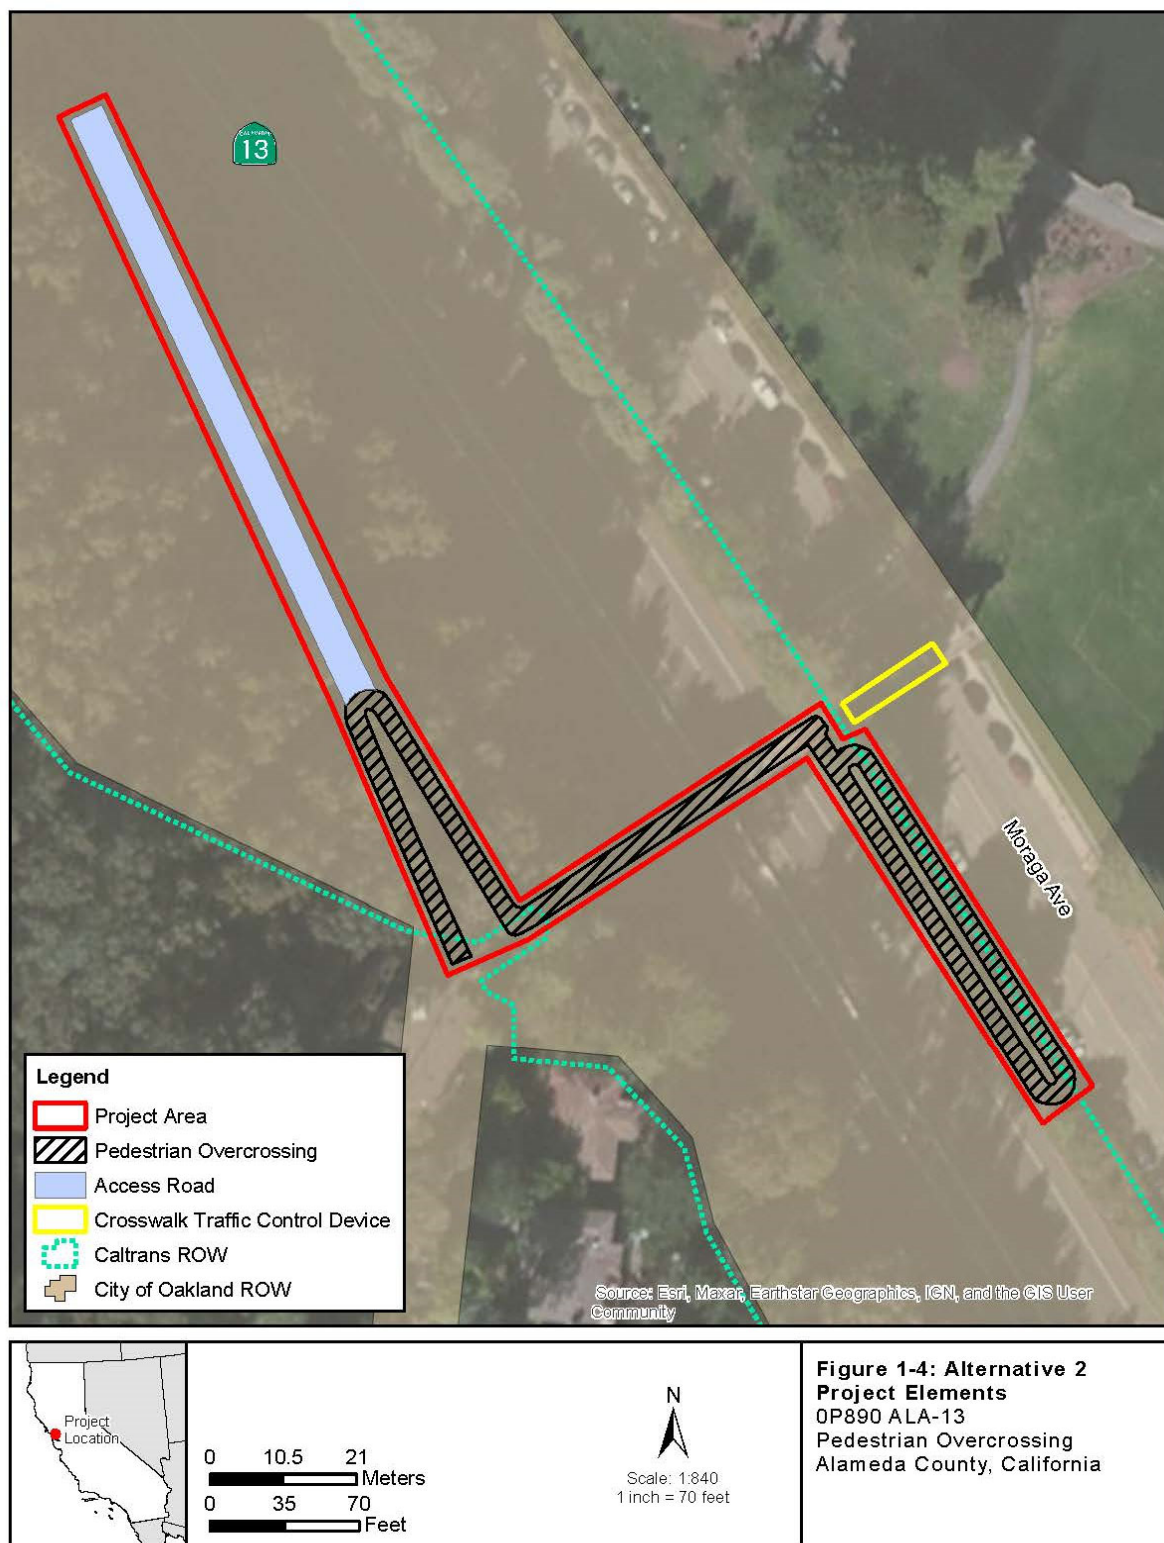 CALIFORNIA
13
Moraga Ave
Legend
Project Area
Pedestrian Overcrossing
Access Road
Crosswalk Traffic Control Device
Caltrans ROW
City of Oakland ROW
Source: Esri, Maxar, Earthstar Geographics, IGN, and the GIS User
Community
Project
Location
0 10.5 21
Meters
0 35 70
Feet
N
Scale: 1:840
1 inch = 70 feet
Figure 1-4: Alternative 2
Project Elements
0P890 ALA-13
Pedestrian Overcrossing
Alameda County, California